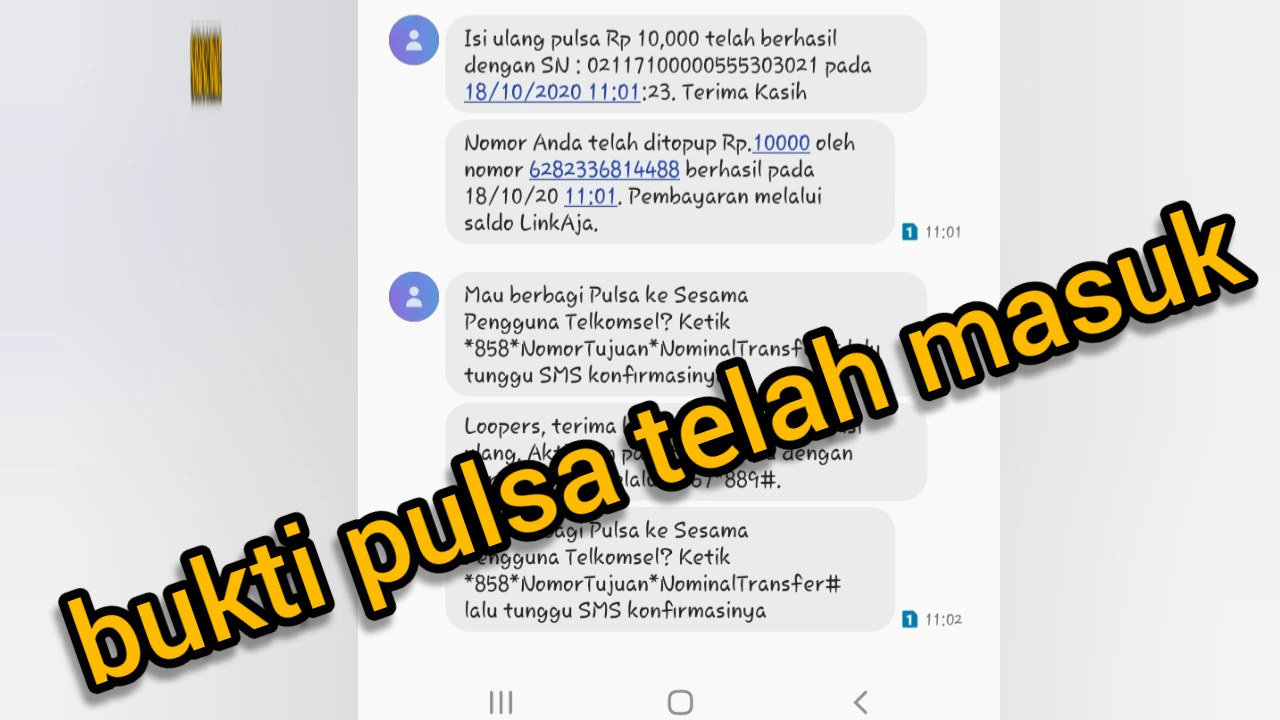 Isi ulang pulsa Rp 10,000 telah berhasil
dengan SN : 02117100000555303021 pada
18/10/2020 11:01:23. Terima Kasih
Nomor Anda telah ditopup Rp.10000 oleh
nomor 6282336814488 berhasil pada
18/10/20 11:01. Pembayaran melalui
saldo LinkAja.
1 11:01
Mau berbagi Pulsa ke Sesama
Pengguna Telkomsel? Ketik
*858*NomorTujuan*NominalTransf
tunggu SMS konfirmasiny
Loopers, terima
ulang. dengan
889#.
Pulsa ke Sesama
Pengguna Telkomsel? Ketik
*858*NomorTujuan*NominalTransfer#
lalu tunggu SMS konfirmasinya
1 11:02
bukti pulsa telah masuk